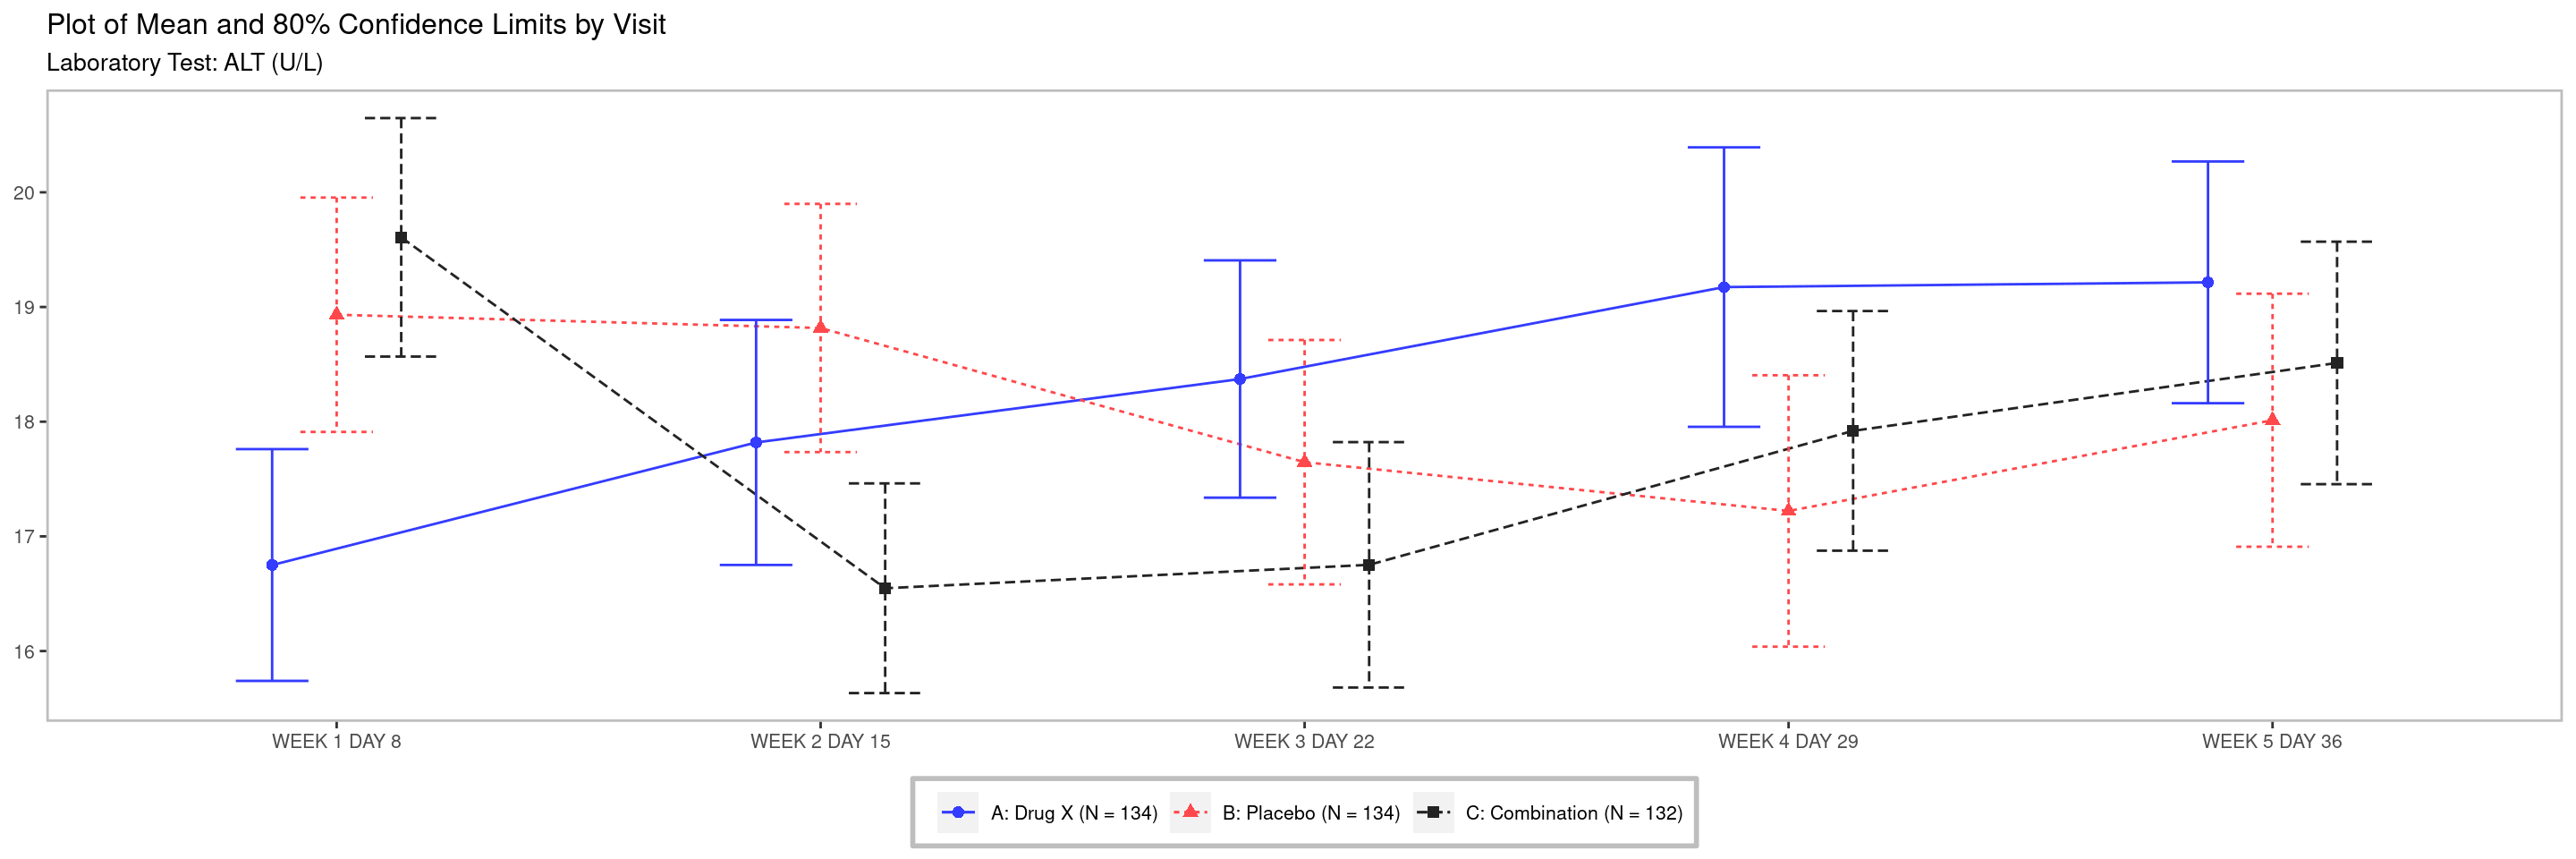 Plot of Mean and 80% Confidence Limits by Visit
Laboratory Test: ALT (U/L)
20
19
18
17
16
WEEK 1 DAY 8
WEEK 2 DAY 15
WEEK 3 DAY 22
WEEK 4 DAY 29
WEEK 5 DAY 36
A: Drug X (N = 134)
B: Placebo (N = 134)
C: Combination (N = 132)